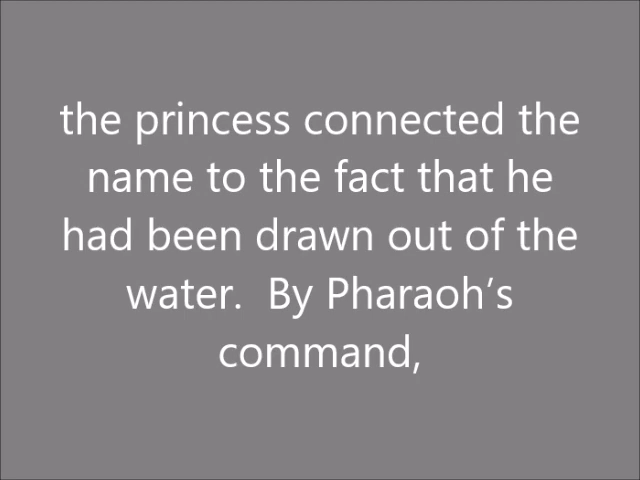 the princess connected the
name to the fact that he
had been drawn out of the
water.  By Pharaoh’s
command,